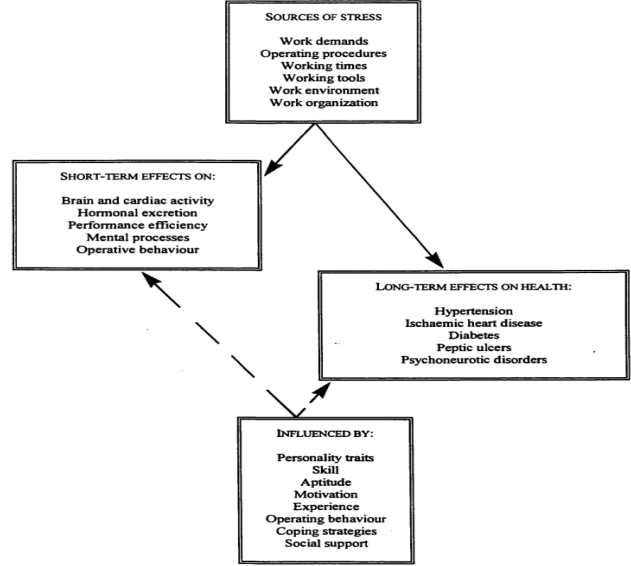 SOURCES OF STRESS
Work demands
Operating procedures
Working times
Working tools
Work environment
Work organization
SHORT-TERM EFFECTS ON:
Brain and cardiac activity
Hormonal excretion
Performance efficiency
Mental processes
Operative behaviour
LONG-TERM EFFECTS ON HEALTH:
Hypertension
Ischaemic heart disease
Diabetes
Peptic ulcers
Psychoneurotic disorders
INFLUENCED BY:
Personality traits
Skill
Aptitude
Motivation
Experience
Operating behaviour
Coping strategies
Social support